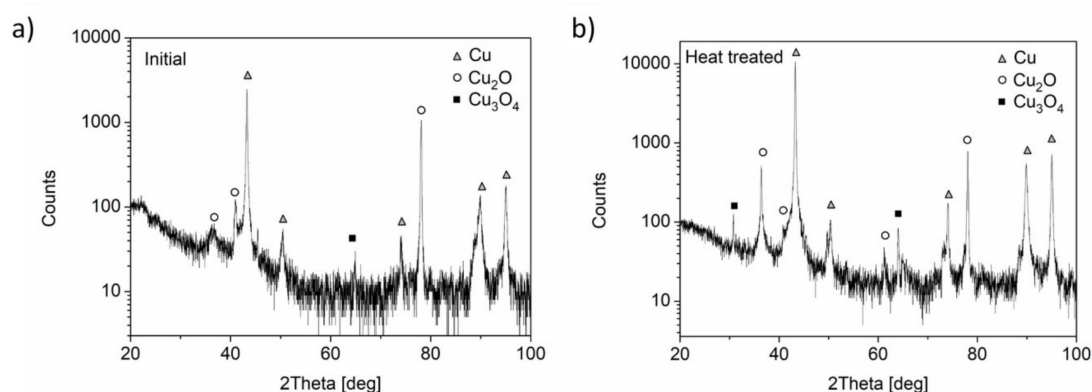 a)
Initial
Cu
Cu₂O
Cu₃O₄
10000
1000
100
10
Counts
20
40
60
80
100
2Theta [deg]
b)
Heat treated
Cu
Cu₂O
Cu₃O₄
10000
1000
100
10
Counts
20
40
60
80
100
2Theta [deg]